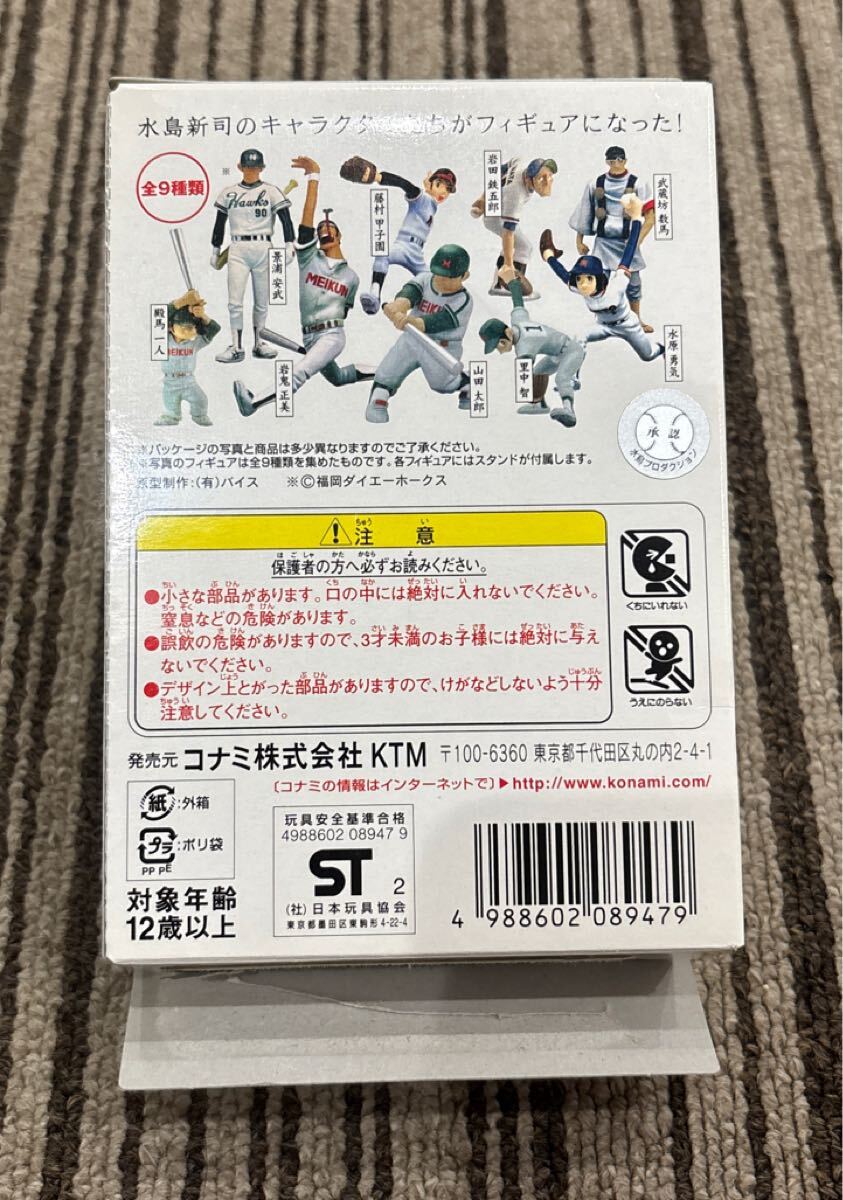 水島新司のキャラクターたちがフィギュアになった!
全9種類
※
Hawks
90
景浦 安武
藤村 甲子園
岩田 鉄五郎
武蔵坊 数馬
殿馬 一人
MEIKUN
岩鬼 正美
MEIKUN
山田 太郎
里中 智
1
水原 勇気
承認
水島プロダクション
※パッケージの写真と商品は多少異なりますのでご了承ください。
※写真のフィギュアは全9種類を集めたものです。各フィギュアにはスタンドが付属します。
原型制作:(有)バイス ※©福岡ダイエーホークス
注意
保護者の方へ必ずお読みください。
●小さな部品があります。口の中には絶対に入れないでください。
窒息などの危険があります。
●誤飲の危険がありますので、3才未満のお子様には絶対に与え
ないでください。
●デザイン上とがった部品がありますので、けがなどしないよう十分
注意してください。
くちにいれない
うえにのらない
発売元 コナミ株式会社 KTM 〒100-6360 東京都千代田区丸の内2-4-1
〔コナミの情報はインターネットで〕▶http://www.konami.com/
紙:外箱
プラ:ポリ袋
PP PE
対象年齢
12歳以上
玩具安全基準合格
4988602 08947 9
ST 2
(社)日本玩具協会
東京都墨田区東駒形4-22-4
4 988602 089479